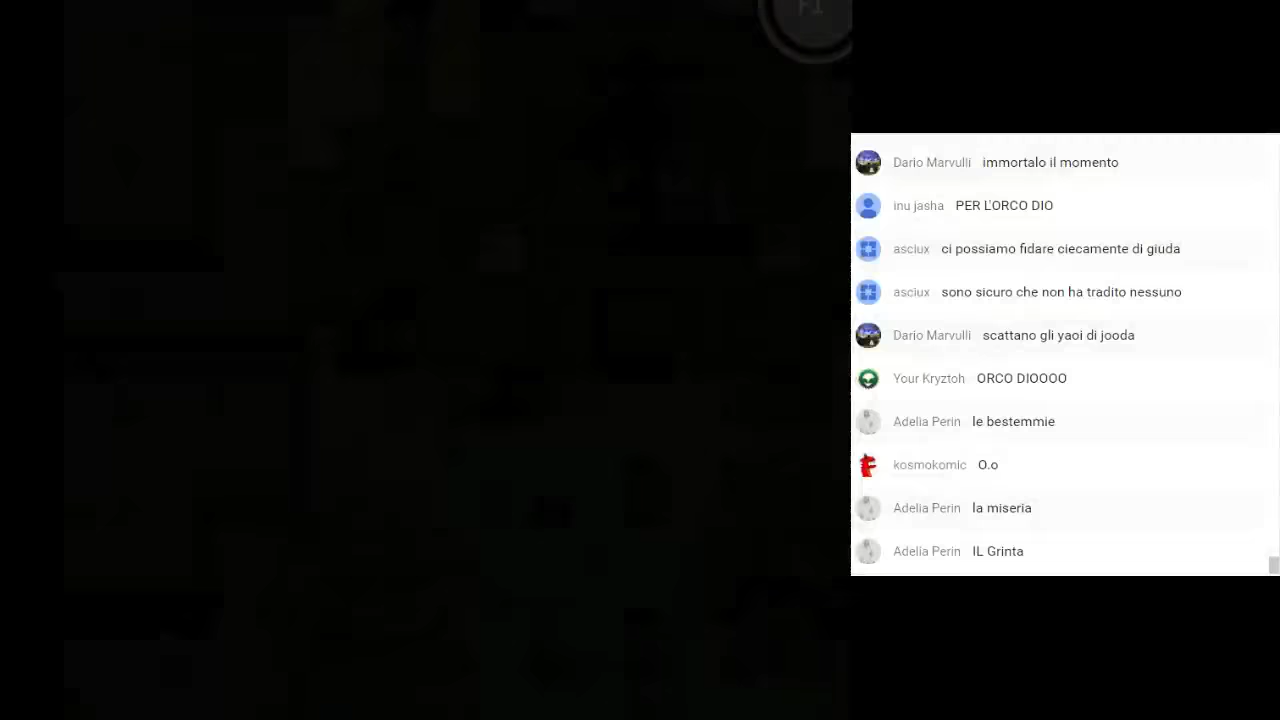 F1
Dario Marvulli immortalo il momento
inu jasha PER L'ORCO DIO
asciux ci possiamo fidare ciecamente di giuda
asciux sono sicuro che non ha tradito nessuno
Dario Marvulli scattano gli yaoi di jooda
Your Kryztoh ORCO DIOOOO
Adelia Perin le bestemmie
kosmokomic O.o
Adelia Perin la miseria
Adelia Perin IL Grinta